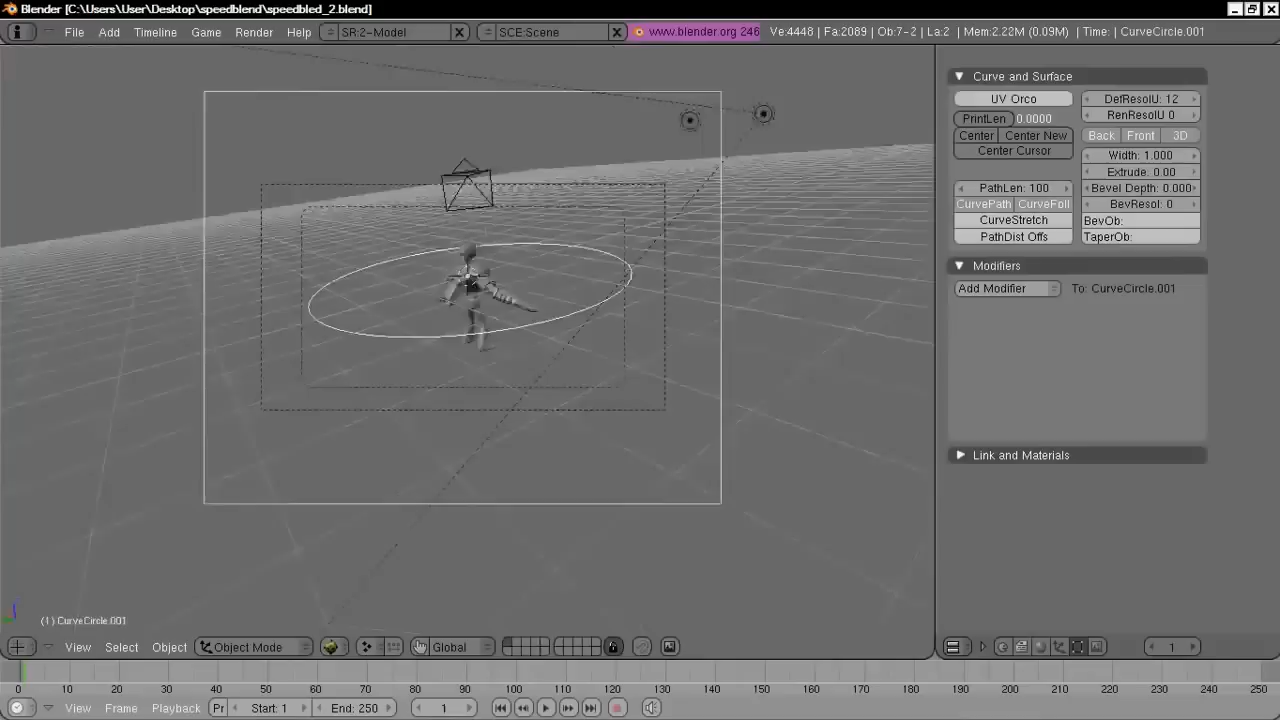 Blender [C:\Users\User\Desktop\speedblend\speedbled_2.blend]
File Add Timeline Game Render Help SR:2-Model SCE:Scene www.blender.org 246 Ve:4448 | Fa:2089 | Ob:7-2 | La:2 | Mem:2.22M (0.09M) | Time: | CurveCircle.001
Curve and Surface
UV Orco DefResolU: 12
PrintLen 0.0000 RenResolU 0
Center Center New Back Front 3D
Center Cursor Width: 1.000
Extrude: 0.00
PathLen: 100 Bevel Depth: 0.000
CurvePath CurveFoll BevResol: 0
CurveStretch BevOb:
PathDist Offs TaperOb:
Modifiers
Add Modifier To: CurveCircle.001
Link and Materials
(1) CurveCircle.001
View Select Object Object Mode Global 1
0 10 20 30 40 50 60 70 80 90 100 110 120 130 140 150 160 170 180 190 200 210 220 230 240 250
View Frame Playback Pr Start: 1 End: 250 1